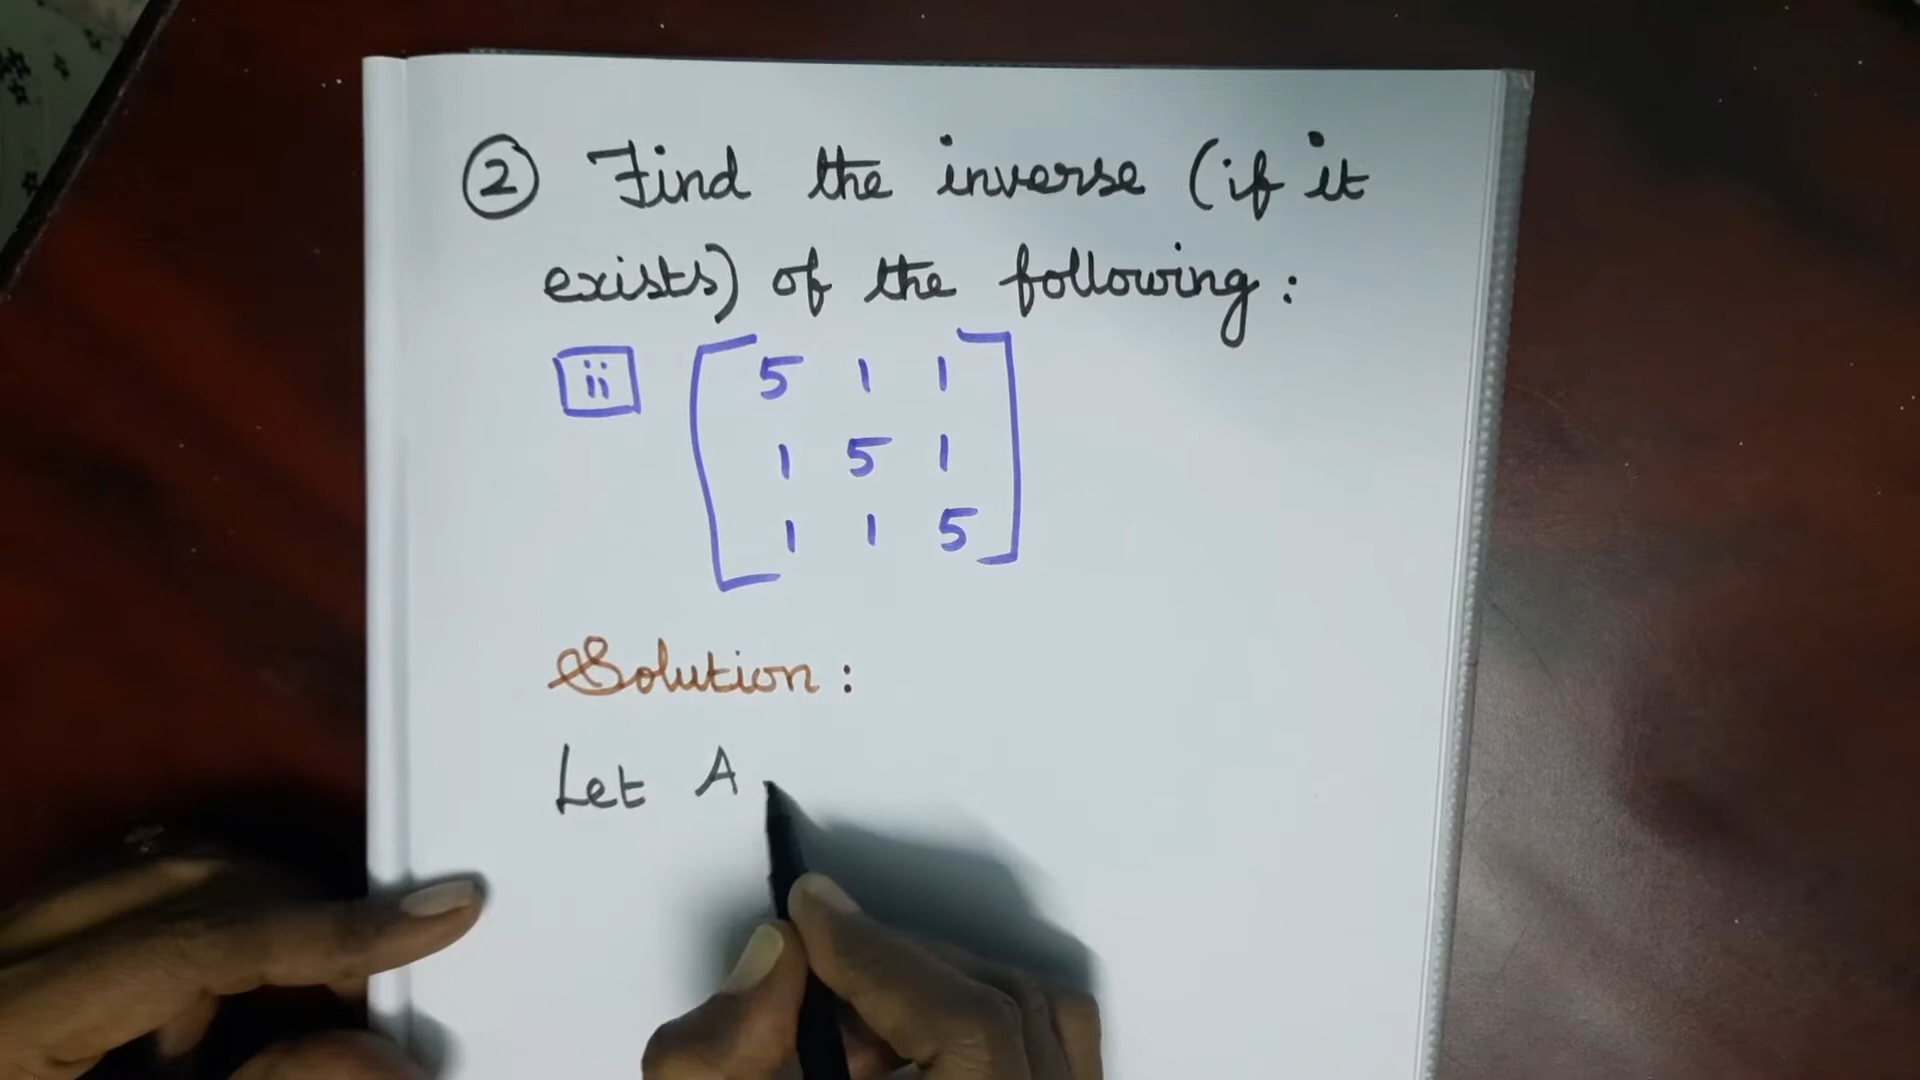 ② Find the inverse (if it
exists) of the following:
ii [5 1 1
1 5 1
1 1 5]
Solution:
Let A